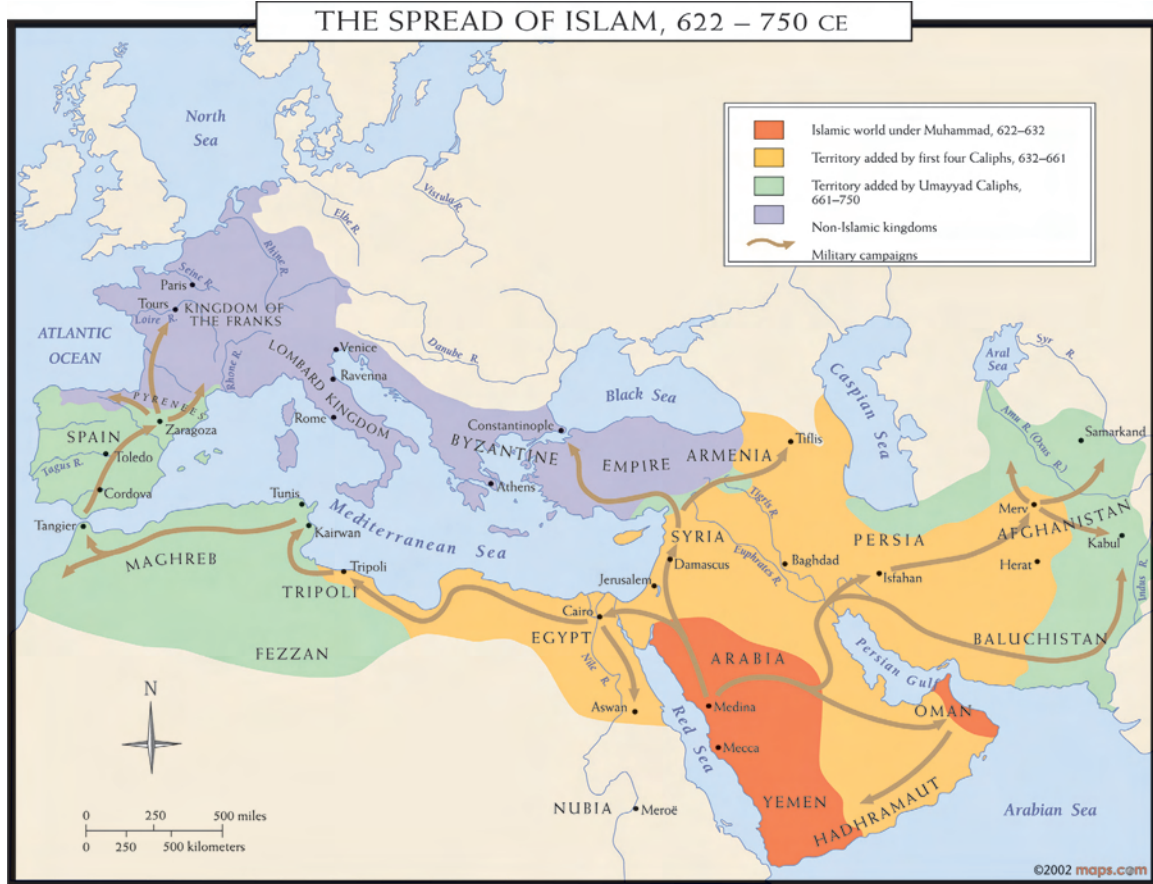 THE SPREAD OF ISLAM, 622 – 750 CE
Islamic world under Muhammad, 622–632
Territory added by first four Caliphs, 632–661
Territory added by Umayyad Caliphs,
661–750
Non-Islamic kingdoms
Military campaigns
North
Sea
Vistula R.
Elbe R.
Rhine R.
Seine R.
Paris
Tours
KINGDOM OF
THE FRANKS
Loire R.
ATLANTIC
OCEAN
Rhone R.
Danube R.
Venice
LOMBARD KINGDOM
Ravenna
Rome
PYRENEES
Zaragoza
SPAIN
Toledo
Tagus R.
Cordova
Black Sea
Constantinople
BYZANTINE
EMPIRE
ARMENIA
Athens
Tiflis
Caspian
Sea
Aral
Sea
Syr R.
Amu R. (Oxus R.)
Samarkand
Merv
AFGHANISTAN
Kabul
Herat
Indus R.
Tunis
Tangier
Kairwan
MAGHREB
Mediterranean Sea
Tripoli
TRIPOLI
FEZZAN
SYRIA
Tigris R.
Euphrates R.
Damascus
Baghdad
PERSIA
Isfahan
Jerusalem
Cairo
EGYPT
Nile R.
Aswan
ARABIA
BALUCHISTAN
Persian Gulf
Medina
Mecca
Red Sea
OMAN
YEMEN
HADHRAMAUT
NUBIA
Meroë
Arabian Sea
N
0 250 500 miles
0 250 500 kilometers
©2002 maps.com